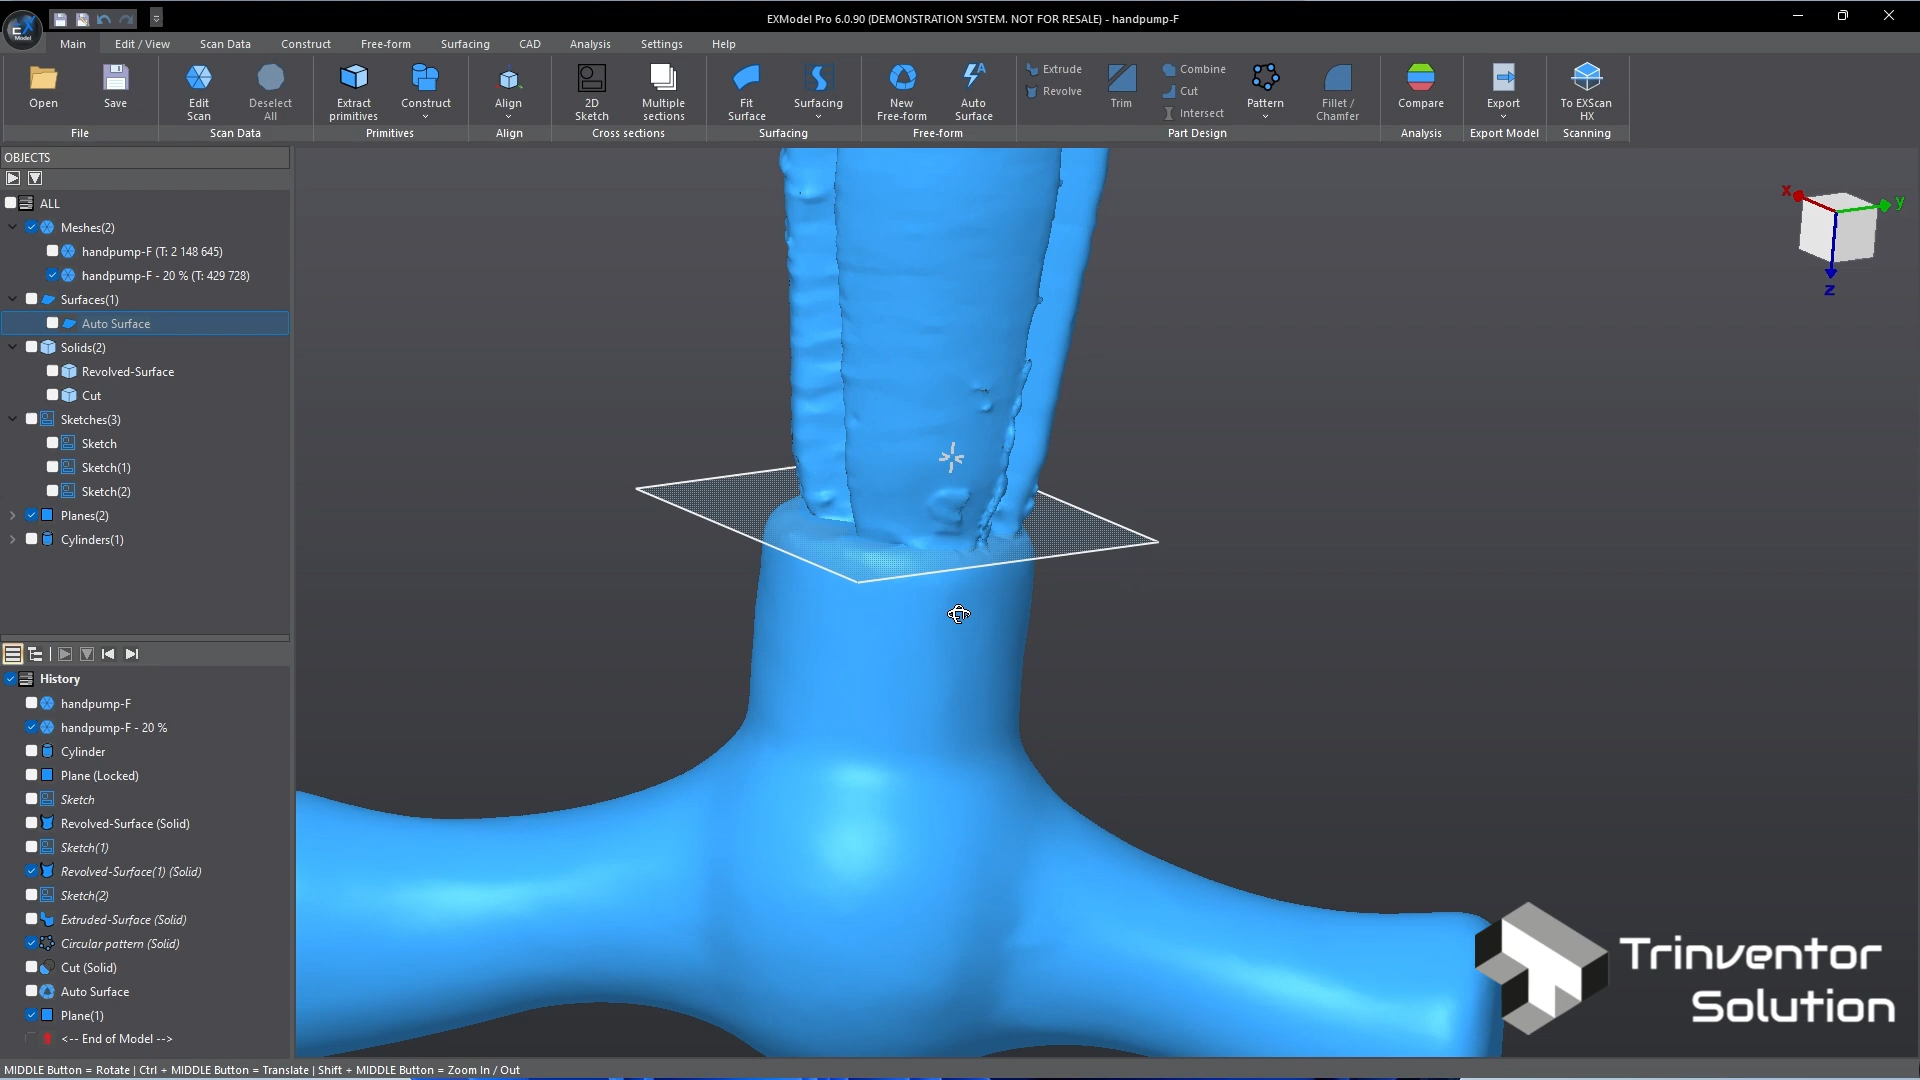 EX
Model
EXModel Pro 6.0.90 (DEMONSTRATION SYSTEM. NOT FOR RESALE) - handpump-F
Main Edit / View Scan Data Construct Free-form Surfacing CAD Analysis Settings Help
Open
Save
File
Edit
Scan
Deselect
All
Scan Data
Extract
primitives
Construct
Primitives
Align
Align
2D
Sketch
Multiple
sections
Cross sections
Fit
Surface
Surfacing
Surfacing
New
Free-form
Auto
Surface
Free-form
Extrude
Revolve
Trim
Combine
Cut
Intersect
Pattern
Fillet /
Chamfer
Part Design
Compare
Analysis
Export
Export Model
To EXScan
HX
Scanning
OBJECTS
ALL
Meshes(2)
handpump-F (T: 2 148 645)
handpump-F - 20 % (T: 429 728)
Surfaces(1)
Auto Surface
Solids(2)
Revolved-Surface
Cut
Sketches(3)
Sketch
Sketch(1)
Sketch(2)
Planes(2)
Cylinders(1)
History
handpump-F
handpump-F - 20 %
Cylinder
Plane (Locked)
Sketch
Revolved-Surface (Solid)
Sketch(1)
Revolved-Surface(1) (Solid)
Sketch(2)
Extruded-Surface (Solid)
Circular pattern (Solid)
Cut (Solid)
Auto Surface
Plane(1)
<-- End of Model -->
x
y
z
Trinventor
Solution
MIDDLE Button = Rotate | Ctrl + MIDDLE Button = Translate | Shift + MIDDLE Button = Zoom In / Out